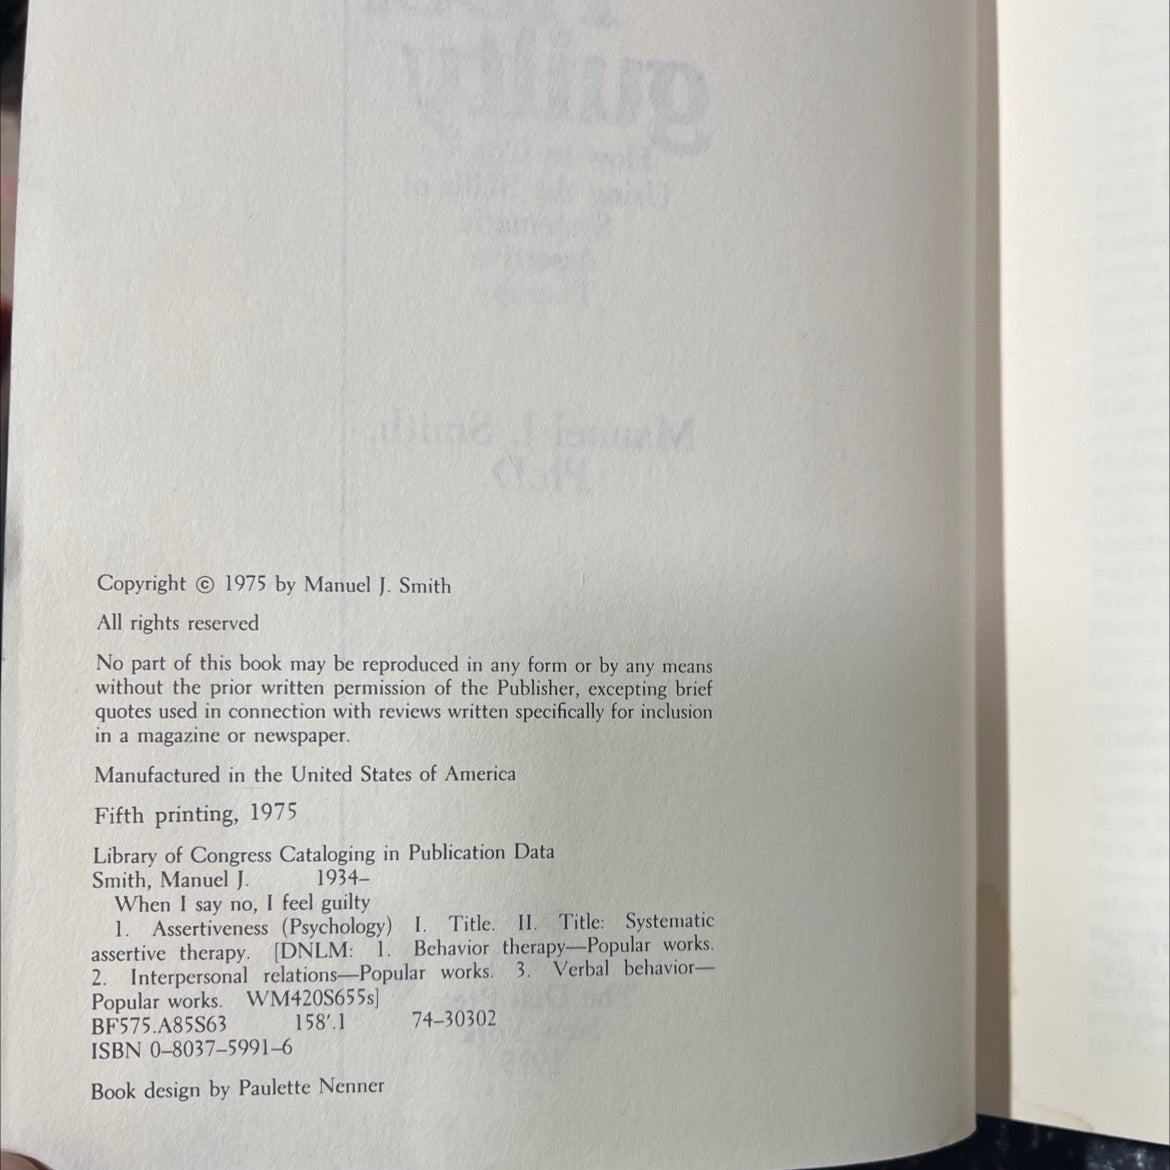 Copyright © 1975 by Manuel J. Smith
All rights reserved
No part of this book may be reproduced in any form or by any means
without the prior written permission of the Publisher, excepting brief
quotes used in connection with reviews written specifically for inclusion
in a magazine or newspaper.
Manufactured in the United States of America
Fifth printing, 1975
Library of Congress Cataloging in Publication Data
Smith, Manuel J. 1934–
When I say no, I feel guilty
1. Assertiveness (Psychology) I. Title. II. Title: Systematic
assertive therapy. [DNLM: 1. Behavior therapy—Popular works.
2. Interpersonal relations—Popular works. 3. Verbal behavior—
Popular works. WM420S655s]
BF575.A85S63 158'.1 74–30302
ISBN 0–8037–5991–6
Book design by Paulette Nenner